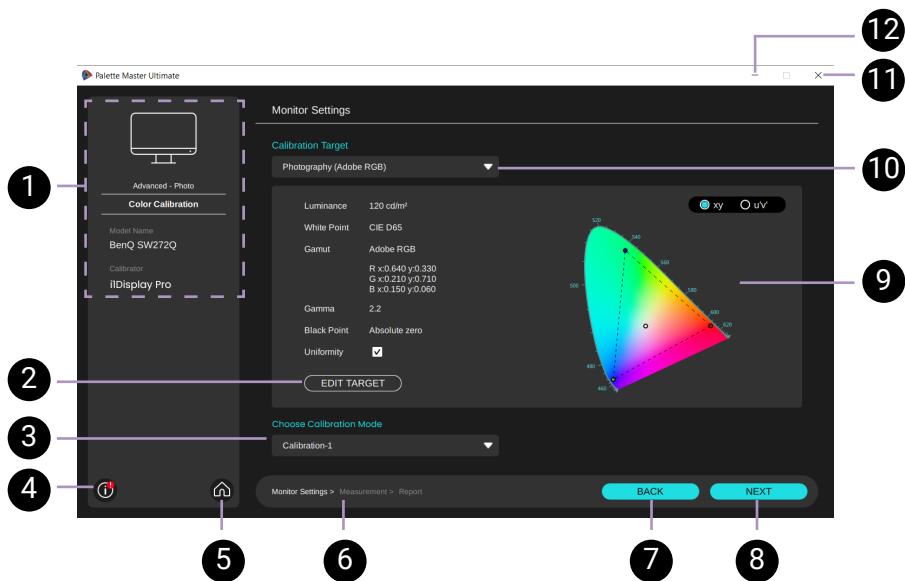 12
Palette Master Ultimate
11
Monitor Settings
Calibration Target
Photography (Adobe RGB)
10
1
Advanced - Photo
Color Calibration
Model Name
BenQ SW272Q
Calibrator
i1Display Pro
Luminance 120 cd/m²
White Point CIE D65
Gamut Adobe RGB
R x:0.640 y:0.330
G x:0.210 y:0.710
B x:0.150 y:0.060
Gamma 2.2
Black Point Absolute zero
Uniformity
EDIT TARGET
xy u'v'
520
540
560
500
580
600
620
480
460
9
2
Choose Calibration Mode
3
Calibration-1
4
Monitor Settings > Measurement > Report
BACK
NEXT
5
6
7
8